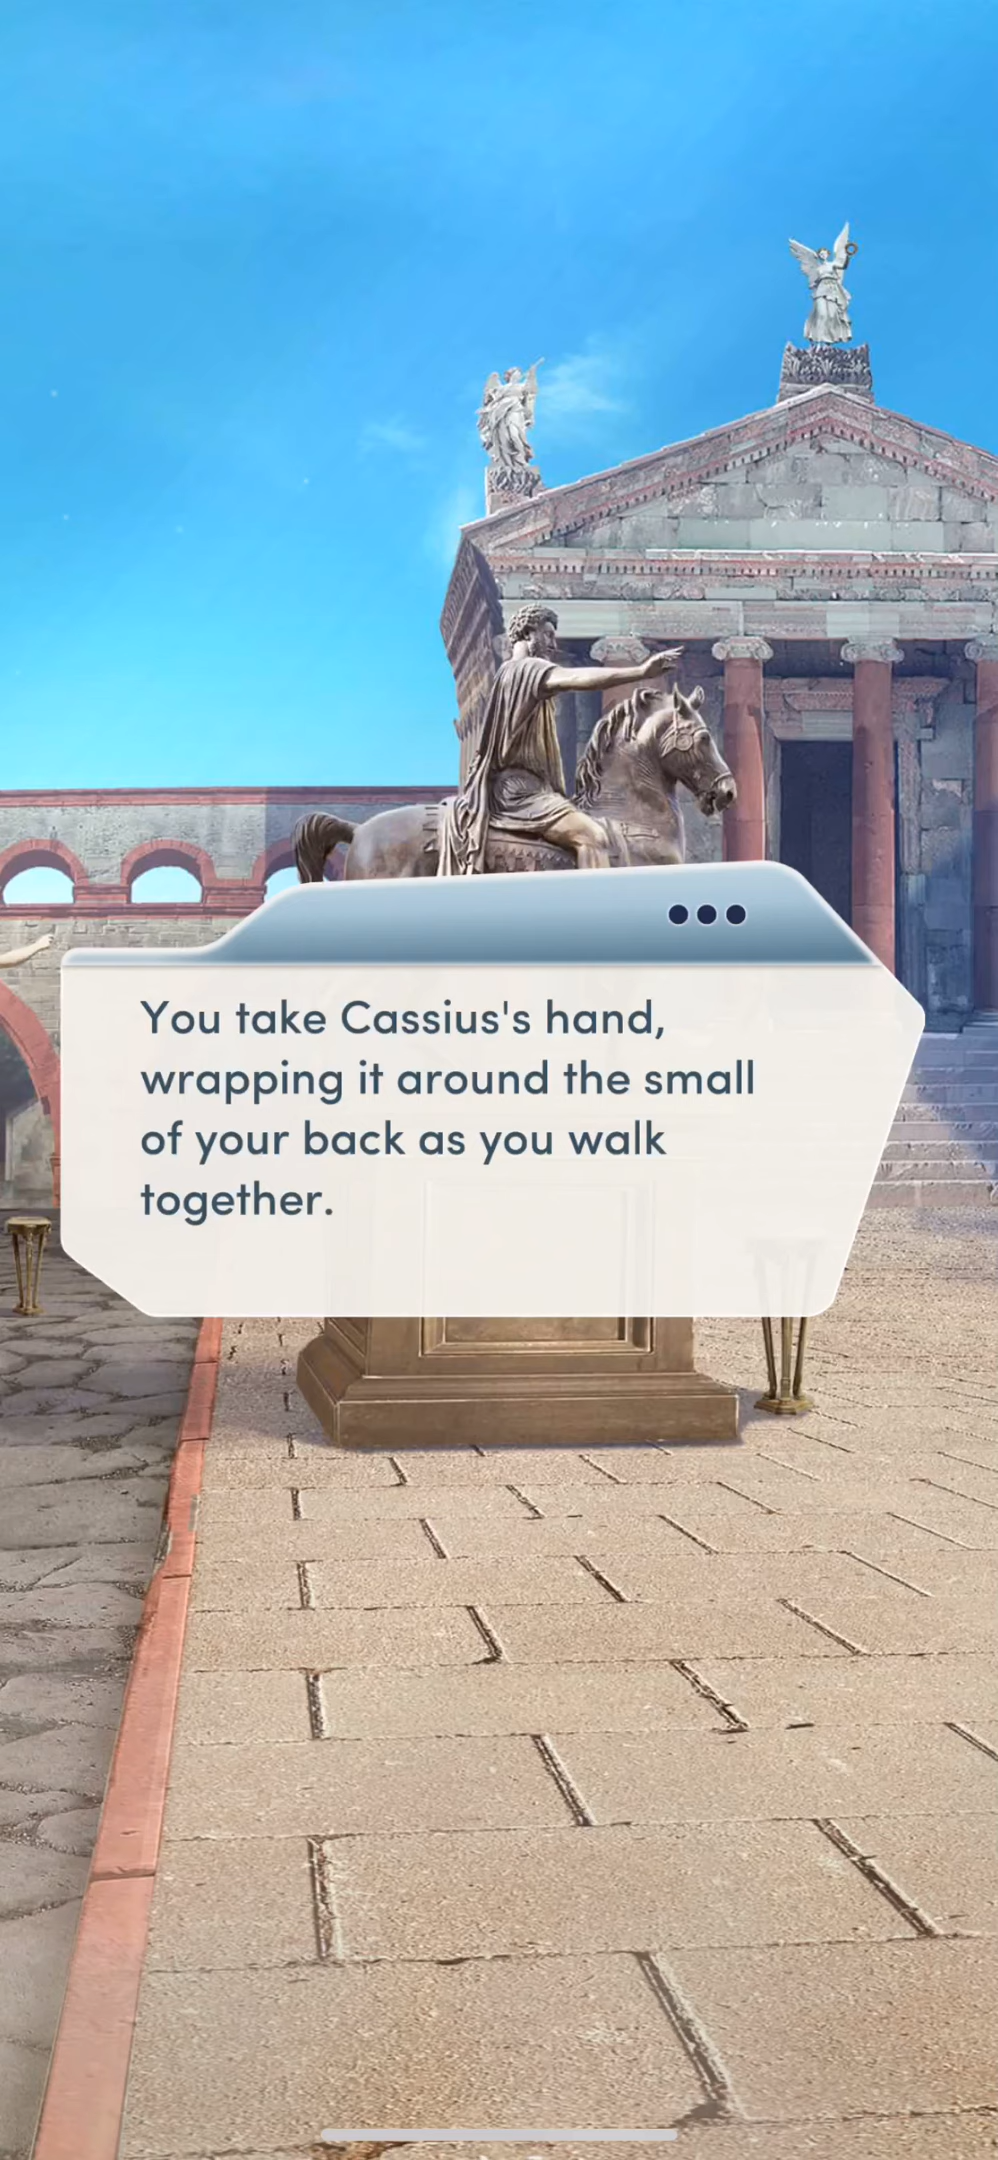 You take Cassius's hand,
wrapping it around the small
of your back as you walk
together.